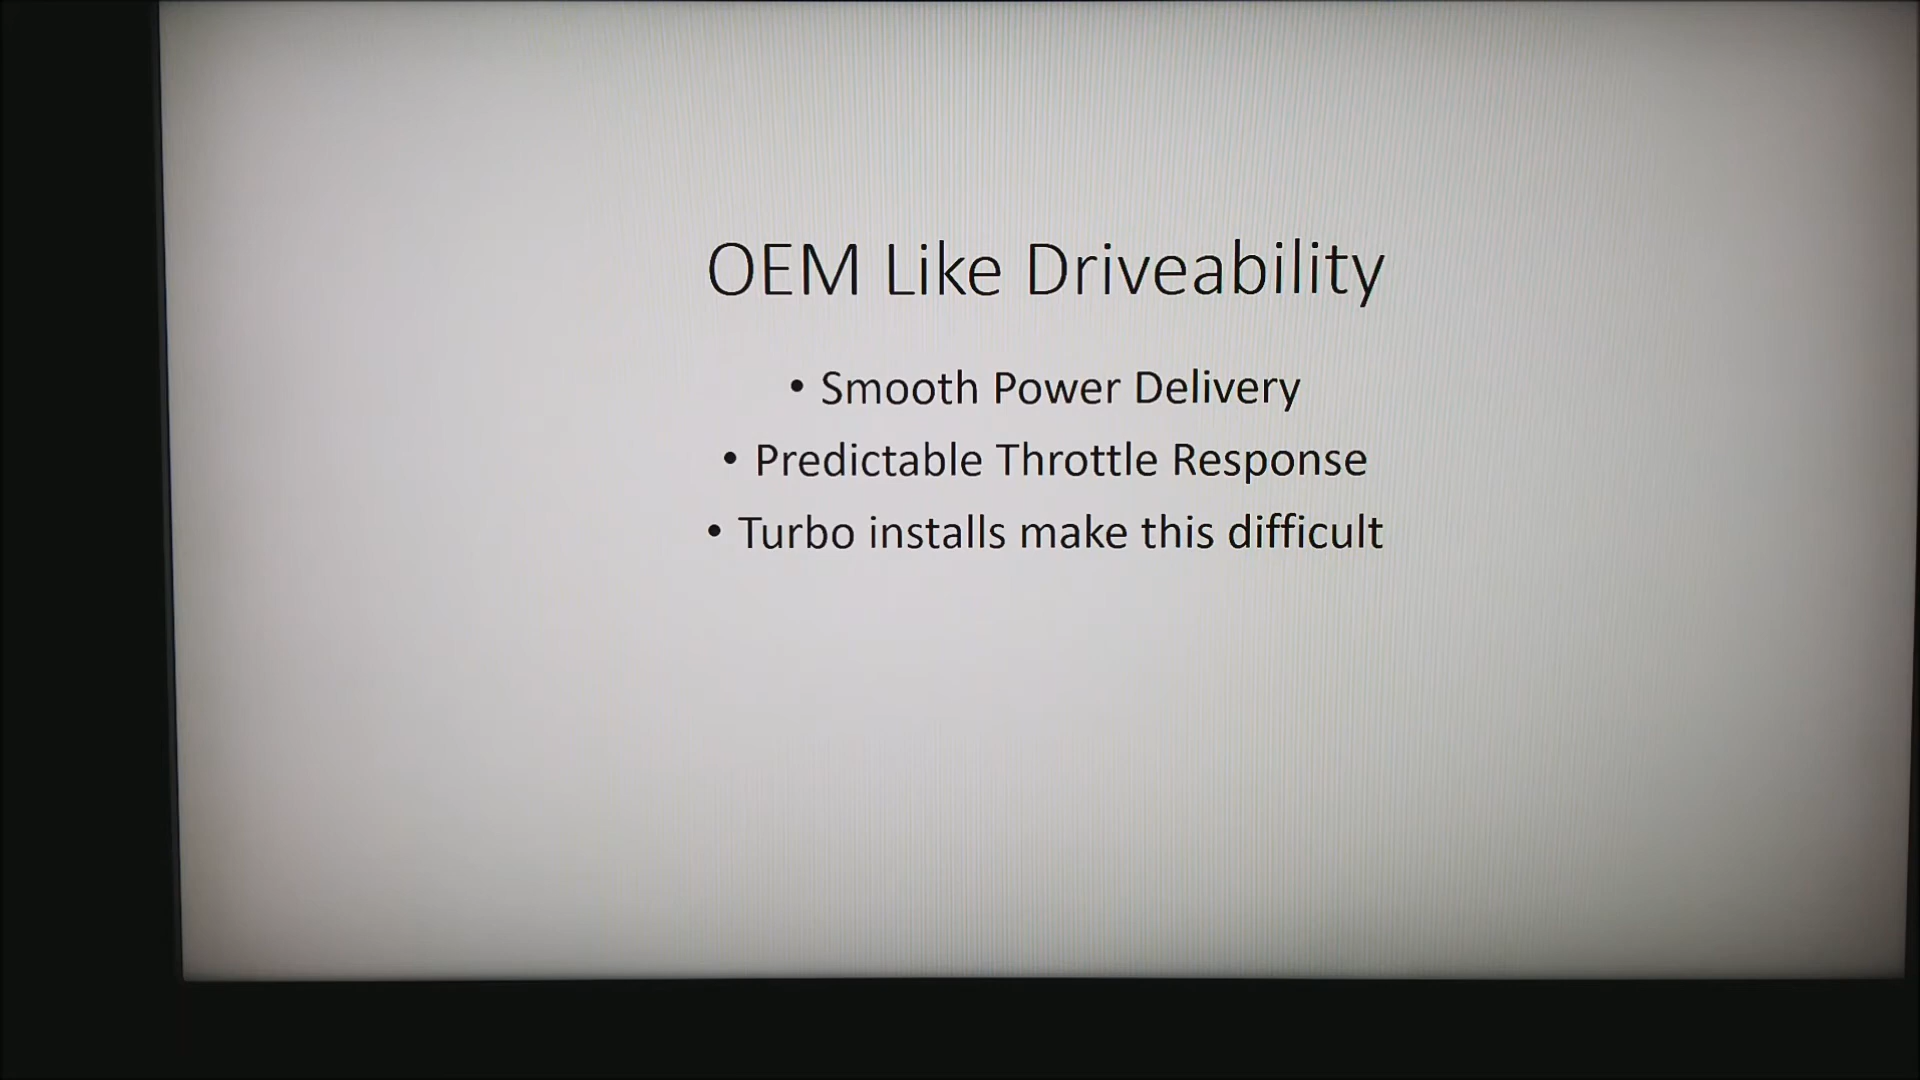 OEM Like Driveability
• Smooth Power Delivery
• Predictable Throttle Response
• Turbo installs make this difficult